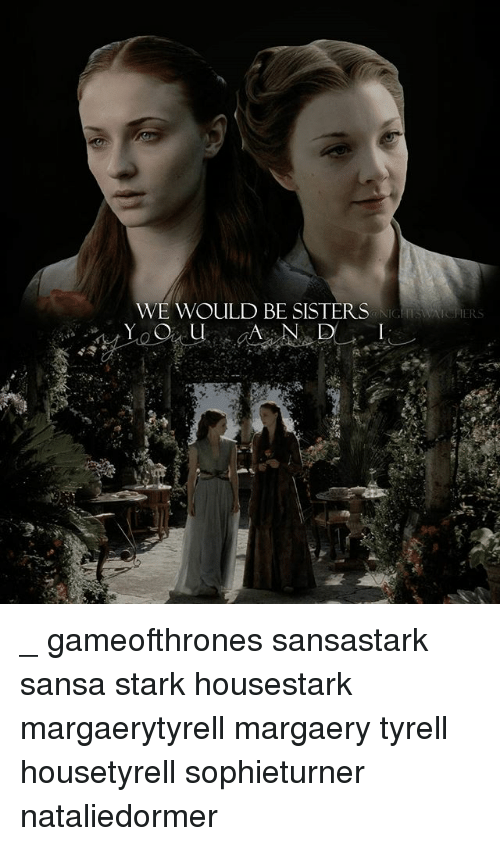 WE WOULD BE SISTERS
@NIGHTSWATCHERS
YOU AND I
_ gameofthrones sansastark
sansa stark housestark
margaerytyrell margaery tyrell
housetyrell sophieturner
nataliedormer